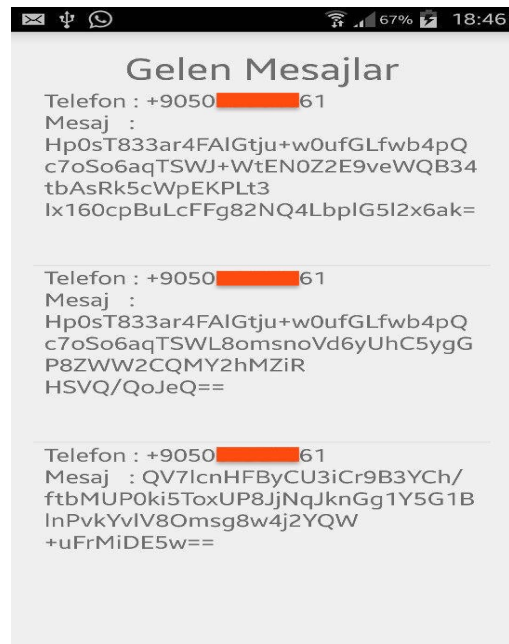 67% 18:46
Gelen Mesajlar
Telefon : +9050 61
Mesaj :
Hp0sT833ar4FAlGtju+w0ufGLfwb4pQ
c7oSo6aqTSWJ+WtEN0Z2E9veWQB34
tbAsRk5cWpEKPLt3
lx160cpBuLcFFg82NQ4LbplG5l2x6ak=
Telefon : +9050 61
Mesaj :
Hp0sT833ar4FAlGtju+w0ufGLfwb4pQ
c7oSo6aqTSWL8omsnoVd6yUhC5ygG
P8ZWW2CQMY2hMZiR
HSVQ/QoJeQ==
Telefon : +9050 61
Mesaj : QV7lcnHFByCU3iCr9B3YCh/
ftbMUP0ki5ToxUP8JjNqJknGg1Y5G1B
lnPvkYvlV8Omsg8w4j2YQW
+uFrMiDE5w==